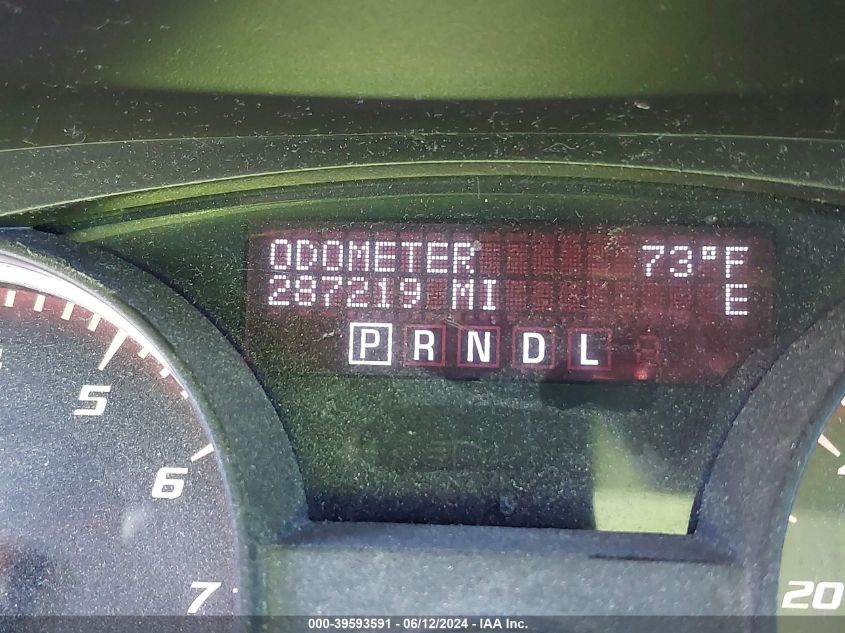 ODOMETER 73°F
287219 MI E
P R N D L
5
6
7
20
000-39593591 - 06/12/2024 - IAA Inc.